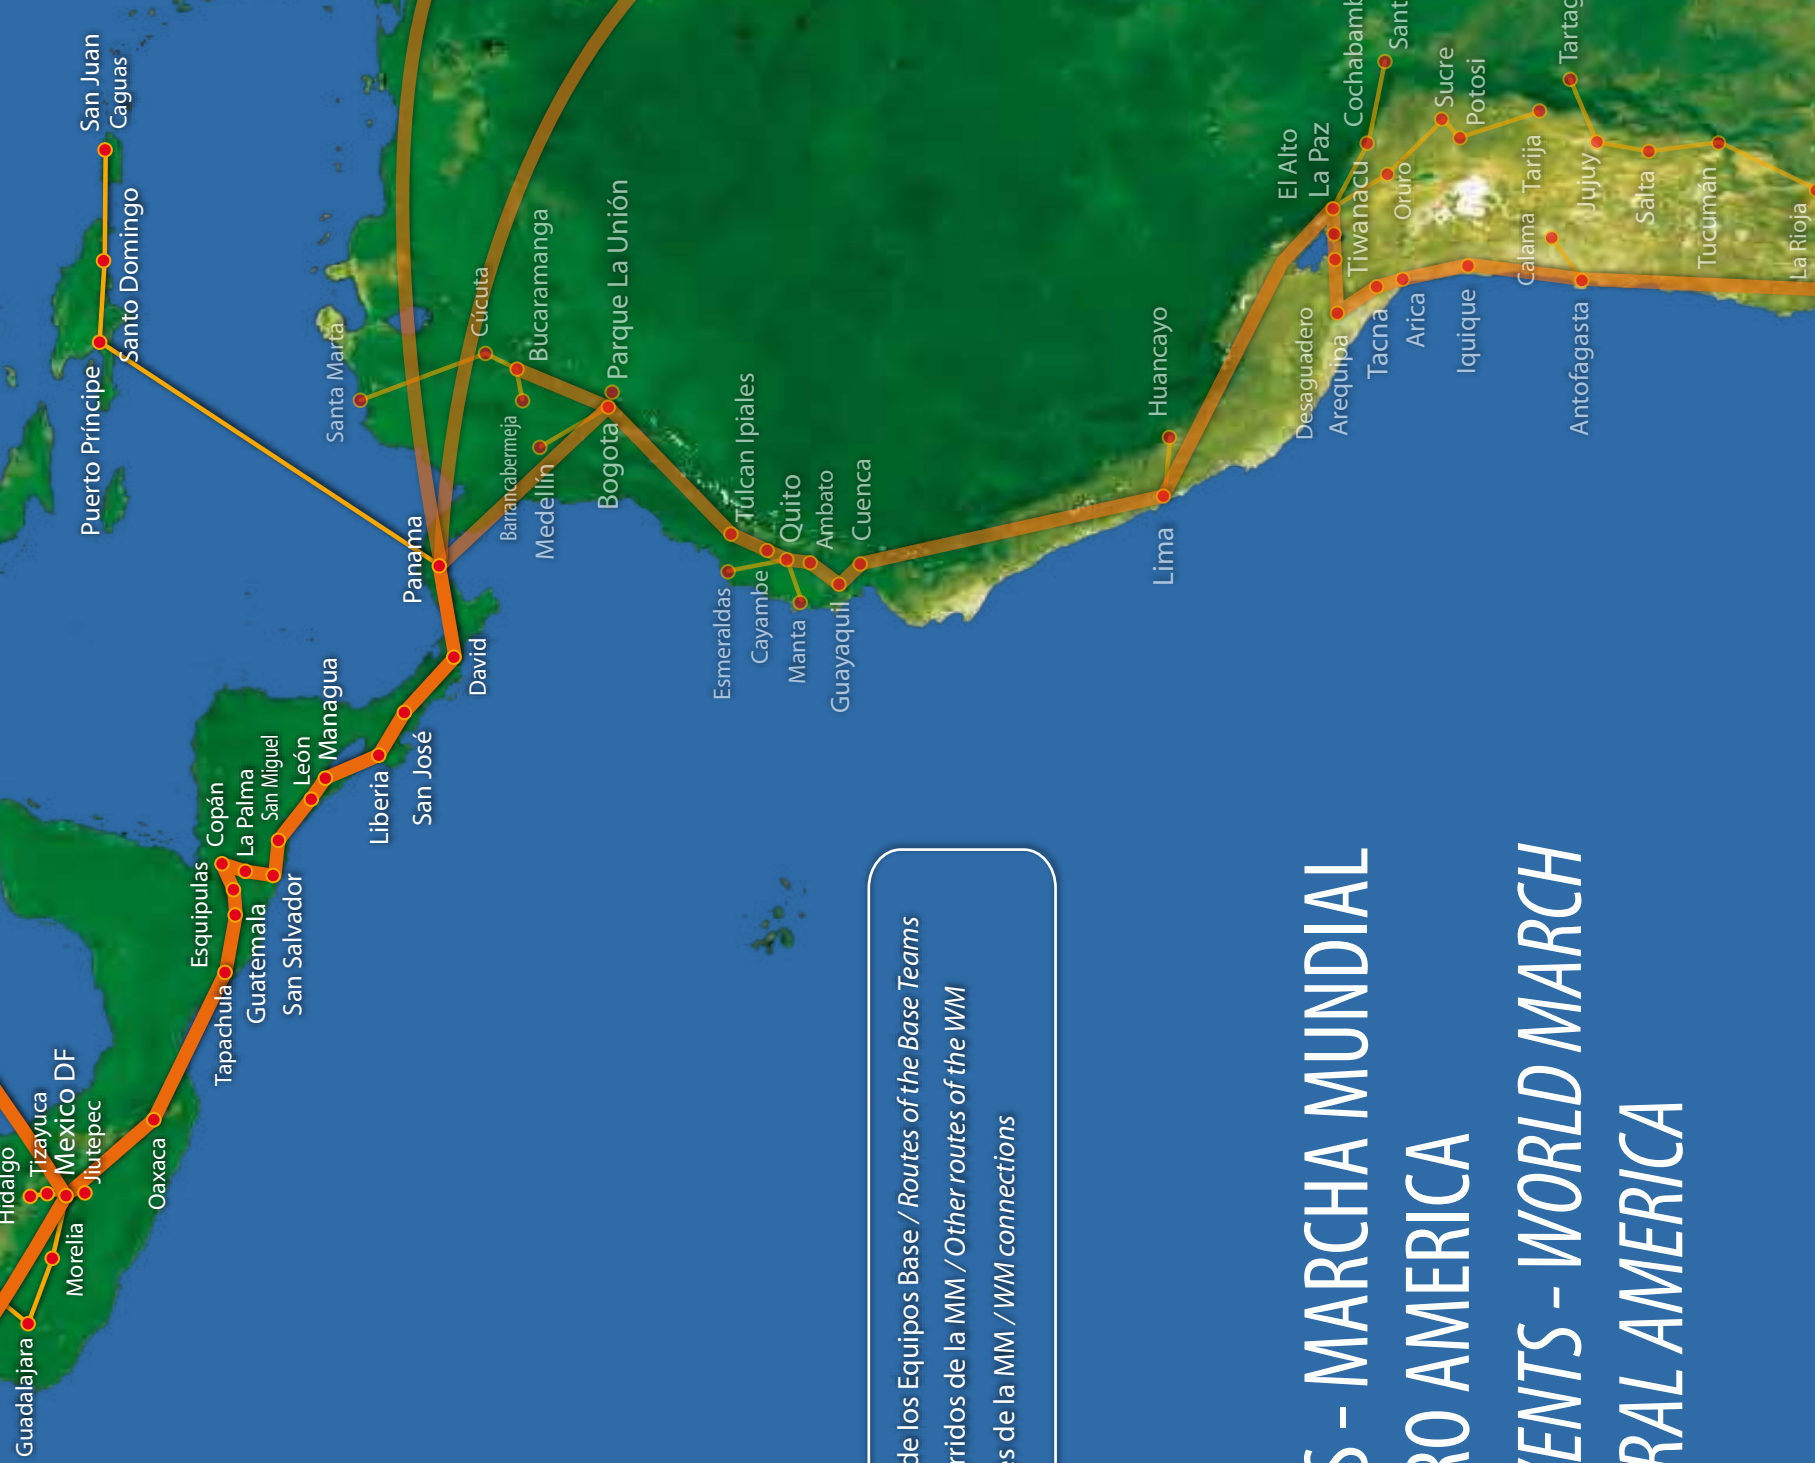 San Juan
Caguas
Santo Domingo
Puerto Príncipe
Santa Marta
Cúcuta
Bucaramanga
Parque La Unión
Barrancabermeja
Medellín
Bogota
Panama
David
Tulcan Ipiales
Quito
Ambato
Cuenca
Esmeraldas
Cayambe
Manta
Guayaquil
Huancayo
Lima
El Alto
La Paz
Cochabamb
Sant
Sucre
Potosi
Tartag
Tiwanacu
Oruro
Tarija
Calama
Jujuy
Salta
Tucumán
La Rioja
Desaguadero
Arequipa
Tacna
Arica
Iquique
Antofagasta
Managua
León
San Miguel
La Palma
Copán
Liberia
San José
Esquipulas
Guatemala
San Salvador
Tapachula
Oaxaca
Hidalgo
Tizayuca
Mexico DF
Jiutepec
Morelia
Guadalajara
de los Equipos Base / Routes of the Base Teams
rridos de la MM / Other routes of the WM
es de la MM / WM connections
S - MARCHA MUNDIAL
RO AMERICA
ENTS - WORLD MARCH
RAL AMERICA